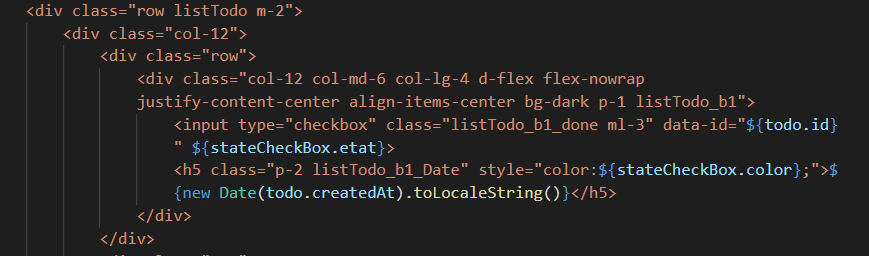 <div class="row listTodo m-2">
<div class="col-12">
<div class="row">
<div class="col-12 col-md-6 col-lg-4 d-flex flex-nowrap
justify-content-center align-items-center bg-dark p-1 listTodo_b1">
<input type="checkbox" class="listTodo_b1_done ml-3" data-id="${todo.id}
" ${stateCheckBox.etat}>
<h5 class="p-2 listTodo_b1_Date" style="color:${stateCheckBox.color};">$
{new Date(todo.createdAt).toLocaleString()}</h5>
</div>
</div>